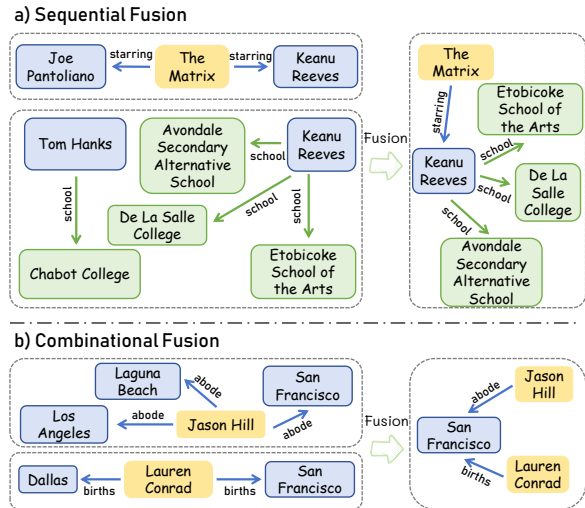 a) Sequential Fusion
Joe
Pantoliano
starring
The Matrix
starring
Keanu
Reeves
Tom Hanks
school
Chabot College
Avondale
Secondary
Alternative
School
school
Keanu
Reeves
school
De La Salle
College
school
Etobicoke
School of
the Arts
Fusion
The
Matrix
starring
Keanu
Reeves
school
Etobicoke
School of
the Arts
school
De La
Salle
College
school
Avondale
Secondary
Alternative
School
b) Combinational Fusion
Laguna
Beach
abode
San
Francisco
Los
Angeles
abode
Jason Hill
abode
Dallas
births
Lauren
Conrad
births
San
Francisco
Fusion
Jason
Hill
abode
San
Francisco
births
Lauren
Conrad